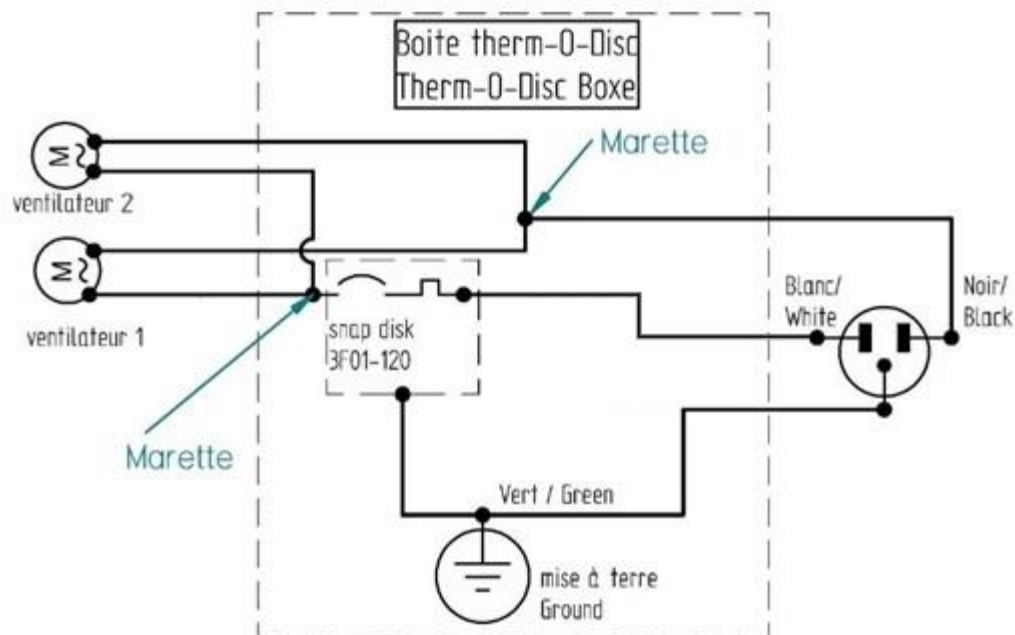 Boite therm-O-Disc
Therm-O-Disc Boxe
Marette
M
ventilateur 2
M
ventilateur 1
snap disk
3F01-120
Blanc/
White
Noir/
Black
Marette
Vert / Green
mise à terre
Ground